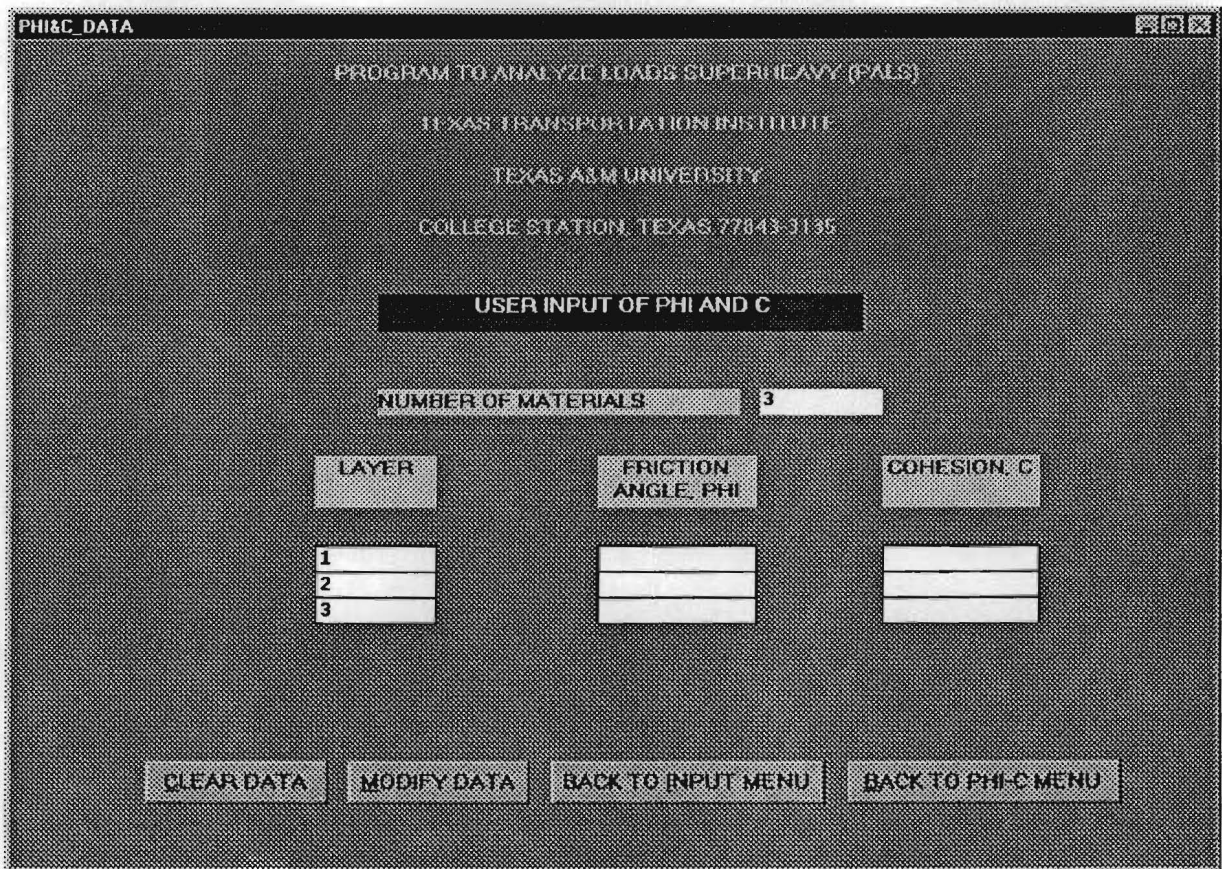 PHI&C_DATA
PROGRAM TO ANALYZE LOADS SUPERHEAVY (PALS)
TEXAS TRANSPORTATION INSTITUTE
TEXAS A&M UNIVERSITY
COLLEGE STATION, TEXAS 77843-3135
USER INPUT OF PHI AND C
NUMBER OF MATERIALS 3
LAYER FRICTION ANGLE, PHI COHESION, C
1
2
3
CLEAR DATA MODIFY DATA BACK TO INPUT MENU BACK TO PHI-C MENU